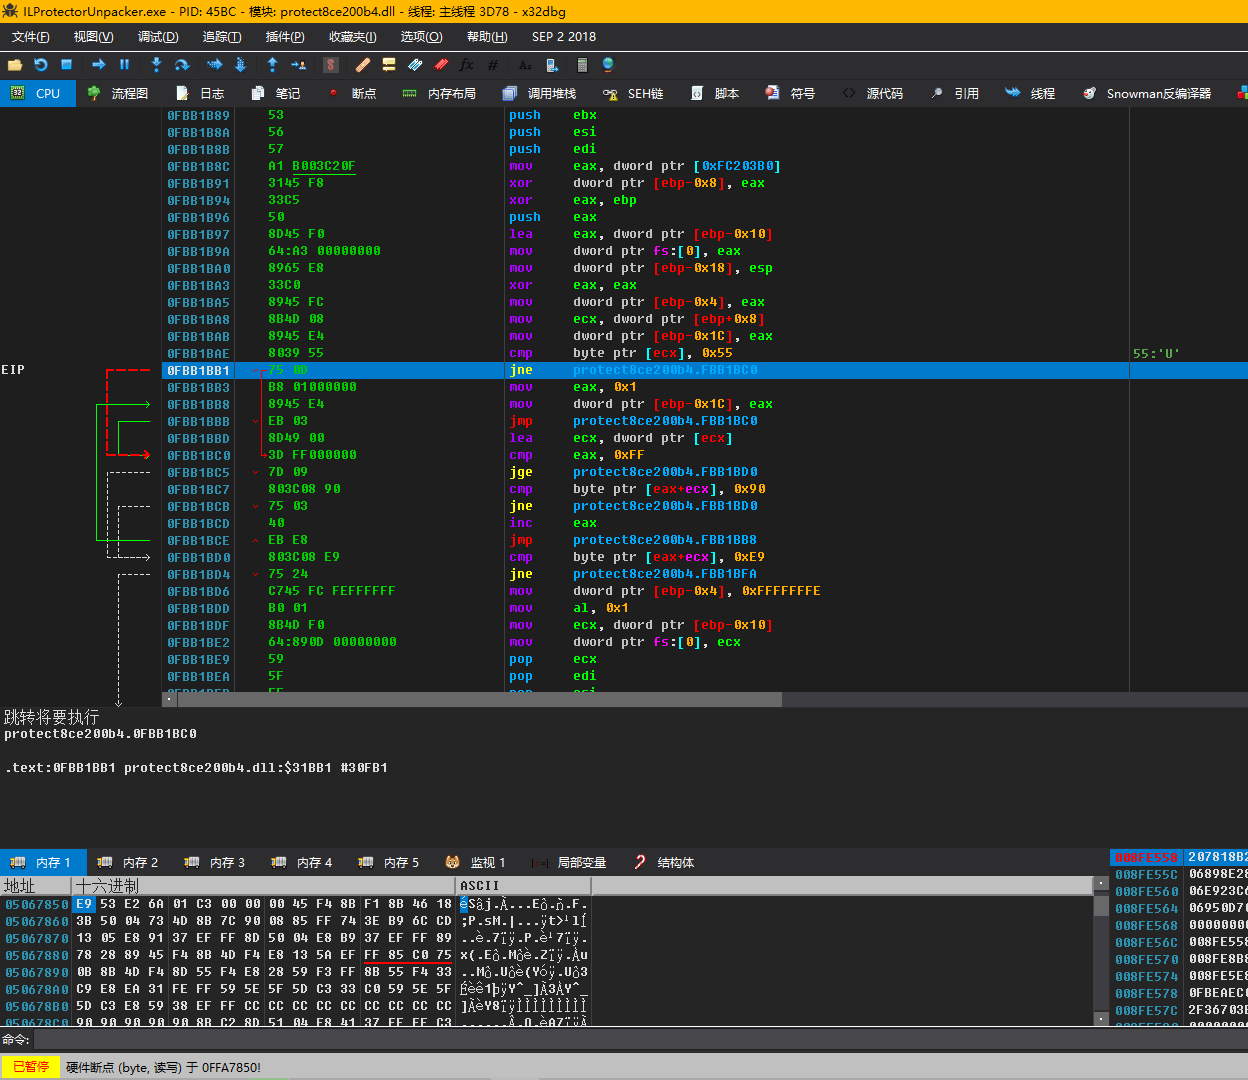 ILProtectorUnpacker.exe - PID: 45BC - 模块: protect8ce200b4.dll - 线程: 主线程 3D78 - x32dbg
文件(F) 视图(V) 调试(D) 追踪(T) 插件(P) 收藏夹(I) 选项(O) 帮助(H) SEP 2 2018
CPU 流程图 日志 笔记 断点 内存布局 调用堆栈 SEH链 脚本 符号 源代码 引用 线程 Snowman反编译器
0FBB1B89 53 push ebx
0FBB1B8A 56 push esi
0FBB1B8B 57 push edi
0FBB1B8C A1 B003C20F mov eax, dword ptr [0xFC203B0]
0FBB1B91 3145 F8 xor dword ptr [ebp-0x8], eax
0FBB1B94 33C5 xor eax, ebp
0FBB1B96 50 push eax
0FBB1B97 8D45 F0 lea eax, dword ptr [ebp-0x10]
0FBB1B9A 64:A3 00000000 mov dword ptr fs:[0], eax
0FBB1BA0 8965 E8 mov dword ptr [ebp-0x18], esp
0FBB1BA3 33C0 xor eax, eax
0FBB1BA5 8945 FC mov dword ptr [ebp-0x4], eax
0FBB1BA8 8B4D 08 mov ecx, dword ptr [ebp+0x8]
0FBB1BAB 8945 E4 mov dword ptr [ebp-0x1C], eax
0FBB1BAE 8039 55 cmp byte ptr [ecx], 0x55 55:'U'
EIP 0FBB1BB1 75 0D jne protect8ce200b4.FBB1BC0
0FBB1BB3 B8 01000000 mov eax, 0x1
0FBB1BB8 8945 E4 mov dword ptr [ebp-0x1C], eax
0FBB1BBB EB 03 jmp protect8ce200b4.FBB1BC0
0FBB1BBD 8D49 00 lea ecx, dword ptr [ecx]
0FBB1BC0 3D FF000000 cmp eax, 0xFF
0FBB1BC5 7D 09 jge protect8ce200b4.FBB1BD0
0FBB1BC7 803C08 90 cmp byte ptr [eax+ecx], 0x90
0FBB1BCB 75 03 jne protect8ce200b4.FBB1BD0
0FBB1BCD 40 inc eax
0FBB1BCE EB E8 jmp protect8ce200b4.FBB1BB8
0FBB1BD0 803C08 E9 cmp byte ptr [eax+ecx], 0xE9
0FBB1BD4 75 24 jne protect8ce200b4.FBB1BFA
0FBB1BD6 C745 FC FEFFFFFF mov dword ptr [ebp-0x4], 0xFFFFFFFE
0FBB1BDD B0 01 mov al, 0x1
0FBB1BDF 8B4D F0 mov ecx, dword ptr [ebp-0x10]
0FBB1BE2 64:890D 00000000 mov dword ptr fs:[0], ecx
0FBB1BE9 59 pop ecx
0FBB1BEA 5F pop edi
跳转将要执行
protect8ce200b4.0FBB1BC0
.text:0FBB1BB1 protect8ce200b4.dll:$31BB1 #30FB1
内存 1 内存 2 内存 3 内存 4 内存 5 监视 1 局部变量 结构体
地址 十六进制 ASCII
05067850 E9 53 E2 6A 01 C3 00 00 00 45 F4 8B F1 8B 46 18
05067860 3B 50 04 73 4D 8B 7C 90 08 85 FF 74 3E B9 6C CD
05067870 13 05 E8 91 37 EF FF 8D 50 04 E8 B9 37 EF FF 89
05067880 78 28 89 45 F4 8B 4D F4 E8 13 5A EF FF 85 C0 75
05067890 0B 8B 4D F4 8D 55 F4 E8 28 59 F3 FF 8B 55 F4 33
050678A0 C9 E8 EA 31 FE FF 59 5E 5F 5D C3 33 C0 59 5E 5F
050678B0 5D C3 E8 59 38 EF FF CC CC CC CC CC CC CC CC CC
050678C0 90 90 90 90 90 8B C2 8D 51 04 E8 41 37 EF FF C3
008FE558 207818B2
008FE55C 06898E28
008FE560 06E923C6
008FE564 06950D70
008FE568 00000000
008FE56C 008FE558
008FE570 008FE8B8
008FE574 008FE5E8
008FE578 0FBEAEC0
008FE57C 2F36703B
命令:
已暂停 硬件断点 (byte, 读写) 于 0FFA7850!